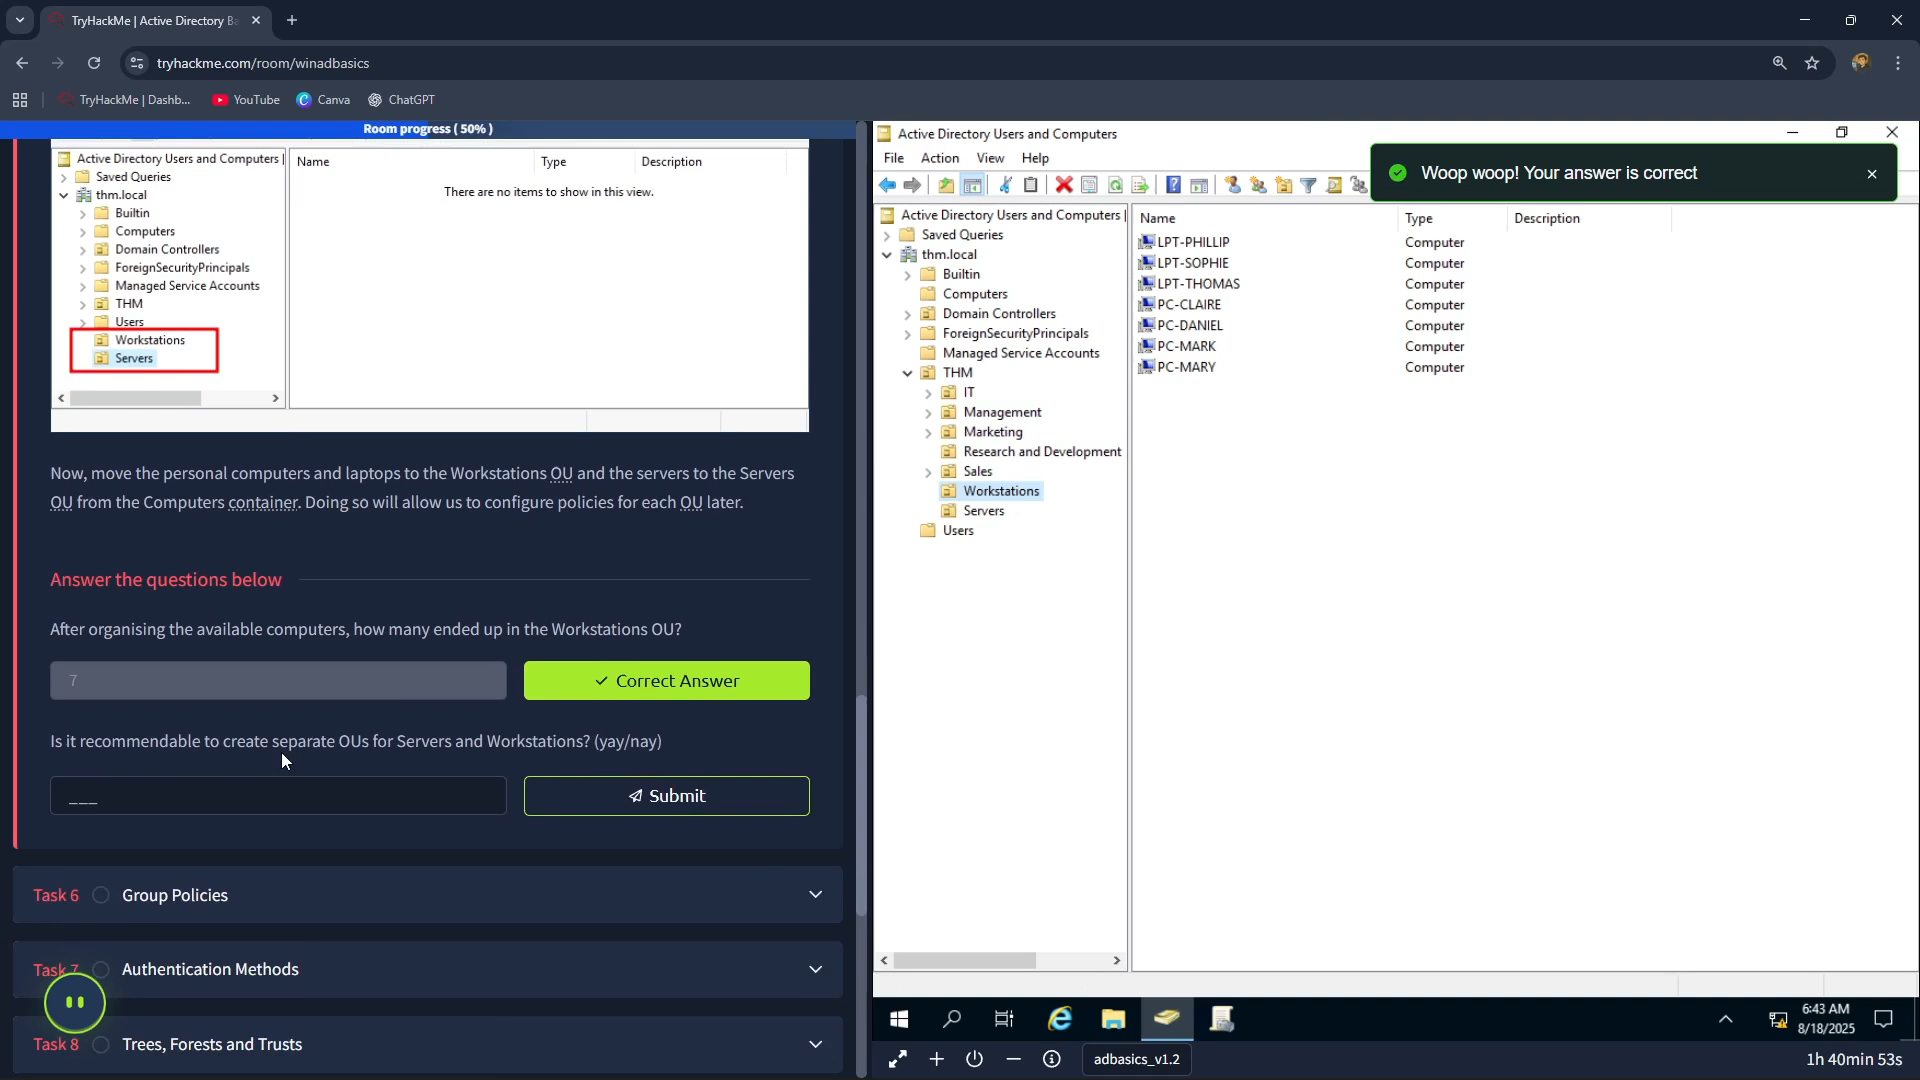 TryHackMe | Active Directory Ba
tryhackme.com/room/winadbasics
TryHackMe | Dashb...
YouTube
Canva
ChatGPT
Room progress ( 50% )
Active Directory Users and Computers
Saved Queries
thm.local
Builtin
Computers
Domain Controllers
ForeignSecurityPrincipals
Managed Service Accounts
THM
Users
Workstations
Servers
Name Type Description
There are no items to show in this view.
Now, move the personal computers and laptops to the Workstations OU and the servers to the Servers
OU from the Computers container. Doing so will allow us to configure policies for each OU later.
Answer the questions below
After organising the available computers, how many ended up in the Workstations OU?
7
Correct Answer
Is it recommendable to create separate OUs for Servers and Workstations? (yay/nay)
___
Submit
Task 6 Group Policies
Task 7 Authentication Methods
Task 8 Trees, Forests and Trusts
Active Directory Users and Computers
File Action View Help
Woop woop! Your answer is correct
Active Directory Users and Computers
Saved Queries
thm.local
Builtin
Computers
Domain Controllers
ForeignSecurityPrincipals
Managed Service Accounts
THM
IT
Management
Marketing
Research and Development
Sales
Workstations
Servers
Users
Name Type Description
LPT-PHILLIP Computer
LPT-SOPHIE Computer
LPT-THOMAS Computer
PC-CLAIRE Computer
PC-DANIEL Computer
PC-MARK Computer
PC-MARY Computer
6:43 AM
8/18/2025
adbasics_v1.2
1h 40min 53s